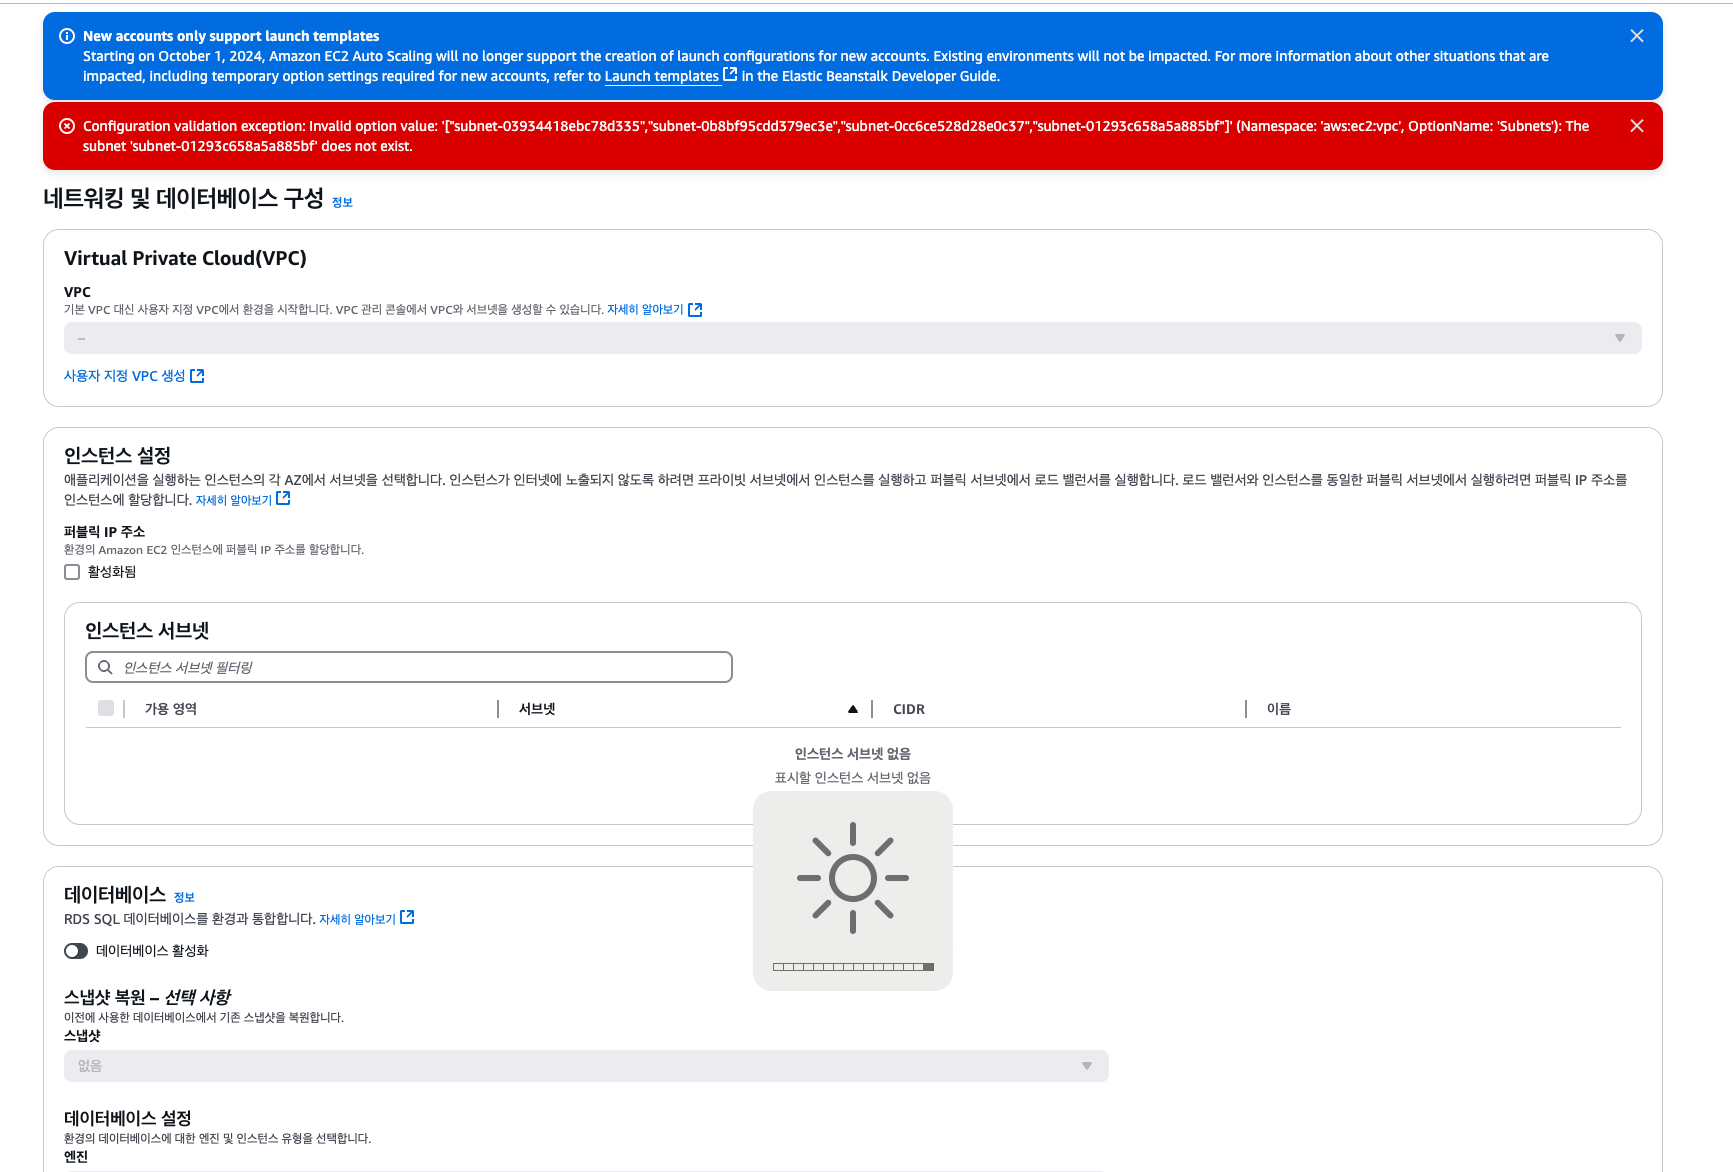 New accounts only support launch templates
Starting on October 1, 2024, Amazon EC2 Auto Scaling will no longer support the creation of launch configurations for new accounts. Existing environments will not be impacted. For more information about other situations that are
impacted, including temporary option settings required for new accounts, refer to Launch templates in the Elastic Beanstalk Developer Guide.
Configuration validation exception: Invalid option value: '["subnet-03934418ebc78d335","subnet-0b8bf95cdd379ec3e","subnet-0cc6ce528d28e0c37","subnet-01293c658a5a885bf"]' (Namespace: 'aws:ec2:vpc', OptionName: 'Subnets'): The
subnet 'subnet-01293c658a5a885bf' does not exist.
네트워킹 및 데이터베이스 구성 정보
Virtual Private Cloud(VPC)
VPC
기본 VPC 대신 사용자 지정 VPC에서 환경을 시작합니다. VPC 관리 콘솔에서 VPC와 서브넷을 생성할 수 있습니다. 자세히 알아보기
–
사용자 지정 VPC 생성
인스턴스 설정
애플리케이션을 실행하는 인스턴스의 각 AZ에서 서브넷을 선택합니다. 인스턴스가 인터넷에 노출되지 않도록 하려면 프라이빗 서브넷에서 인스턴스를 실행하고 퍼블릭 서브넷에서 로드 밸런서를 실행합니다. 로드 밸런서와 인스턴스를 동일한 퍼블릭 서브넷에서 실행하려면 퍼블릭 IP 주소를
인스턴스에 할당합니다. 자세히 알아보기
퍼블릭 IP 주소
환경의 Amazon EC2 인스턴스에 퍼블릭 IP 주소를 할당합니다.
활성화됨
인스턴스 서브넷
인스턴스 서브넷 필터링
가용 영역 서브넷 CIDR 이름
인스턴스 서브넷 없음
표시할 인스턴스 서브넷 없음
데이터베이스 정보
RDS SQL 데이터베이스를 환경과 통합합니다. 자세히 알아보기
데이터베이스 활성화
스냅샷 복원 – 선택 사항
이전에 사용한 데이터베이스에서 기존 스냅샷을 복원합니다.
스냅샷
없음
데이터베이스 설정
환경의 데이터베이스에 대한 엔진 및 인스턴스 유형을 선택합니다.
엔진